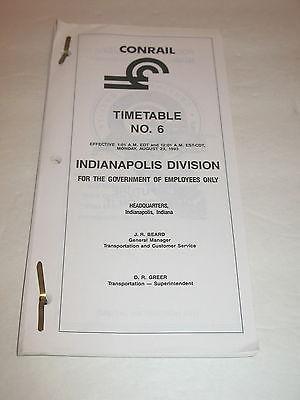 CONRAIL
TIMETABLE
NO. 6
EFFECTIVE 1:01 A.M. EDT and 12:01 A.M. EST-CDT,
MONDAY, AUGUST 23, 1993
INDIANAPOLIS DIVISION
FOR THE GOVERNMENT OF EMPLOYEES ONLY
HEADQUARTERS,
Indianapolis, Indiana
J. R. BEARD
General Manager
Transportation and Customer Service
D. R. GREER
Transportation — Superintendent